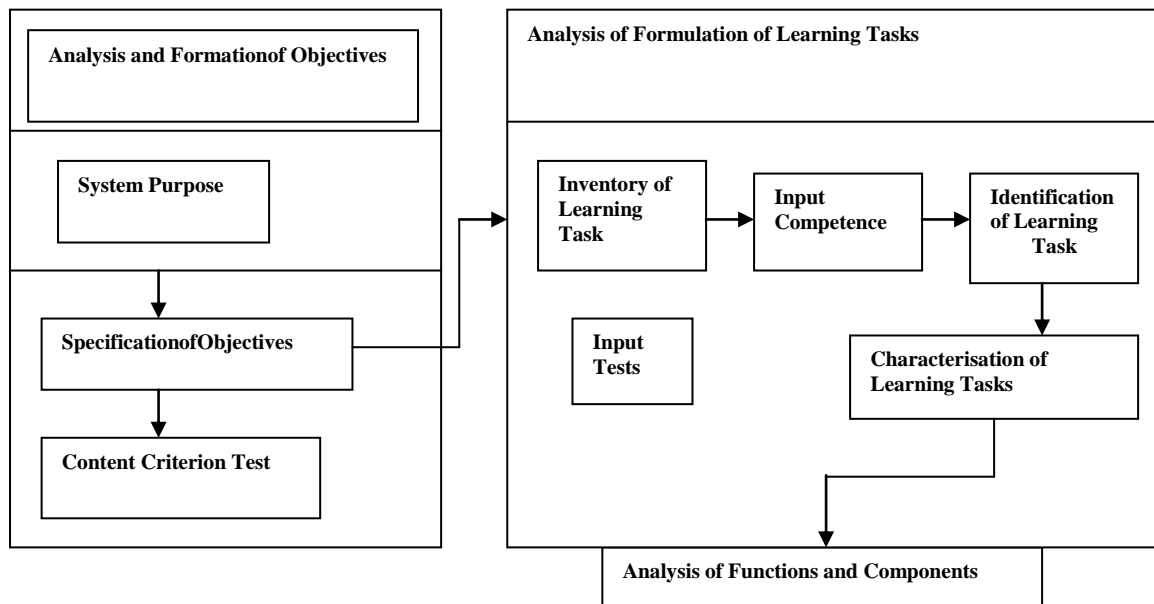 Analysis and Formationof Objectives
System Purpose
SpecificationofObjectives
Content Criterion Test
Analysis of Formulation of Learning Tasks
Inventory of
Learning
Task
Input
Competence
Identification
of Learning
Task
Input
Tests
Characterisation of
Learning Tasks
Analysis of Functions and Components